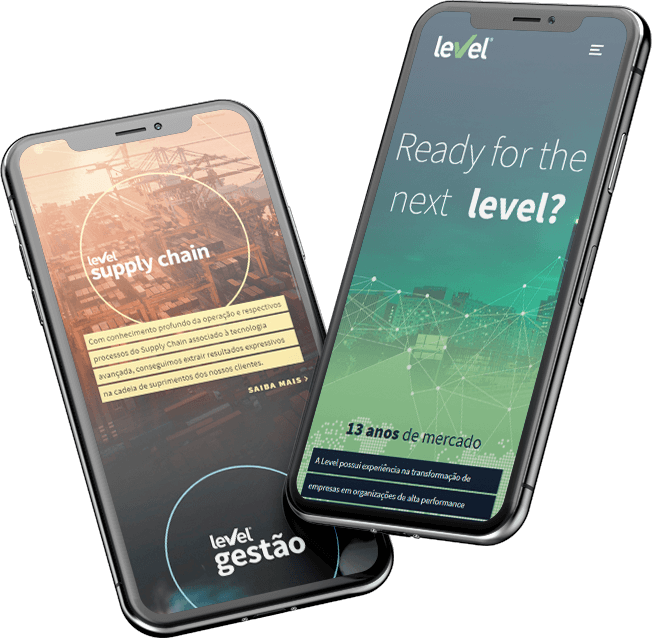 level
supply chain
Com conhecimento profundo da operação e respectivos
processos do Supply Chain associado à tecnologia
avançada, conseguimos extrair resultados expressivos
na cadeia de suprimentos dos nossos clientes.
SAIBA MAIS >
level®
gestão
level®
Ready for the
next level?
13 anos de mercado
A Level possui experiência na transformação de
empresas em organizações de alta performance